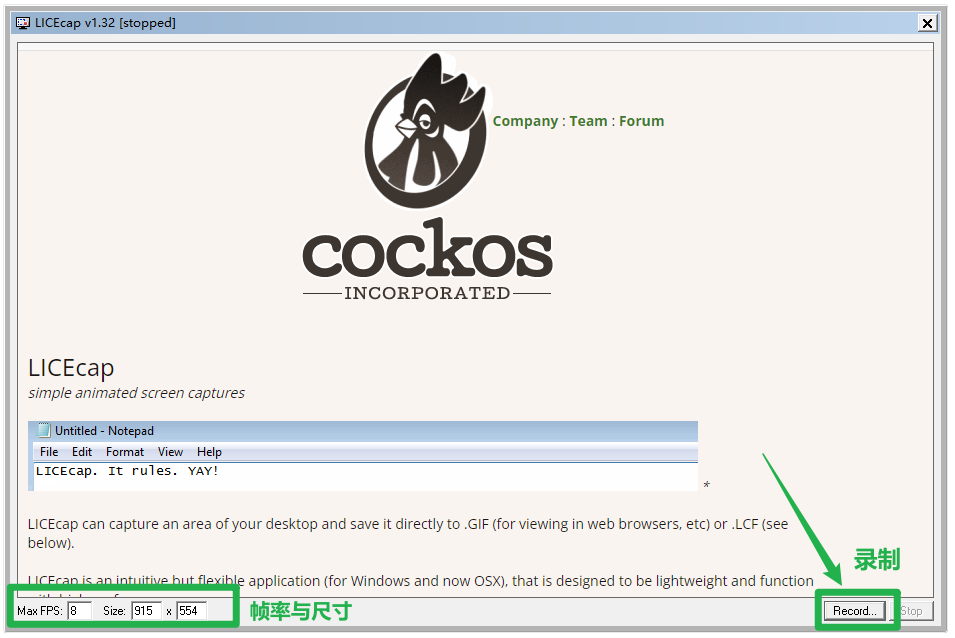 LICEcap v1.32 [stopped]
Company : Team : Forum
cockos
INCORPORATED
LICEcap
simple animated screen captures
Untitled - Notepad
File Edit Format View Help
LICEcap. It rules. YAY!
*
LICEcap can capture an area of your desktop and save it directly to .GIF (for viewing in web browsers, etc) or .LCF (see
below).
LICEcap is an intuitive but flexible application (for Windows and now OSX), that is designed to be lightweight and function
录制
Max FPS: 8 Size: 915 x 554
帧率与尺寸
Record... Stop